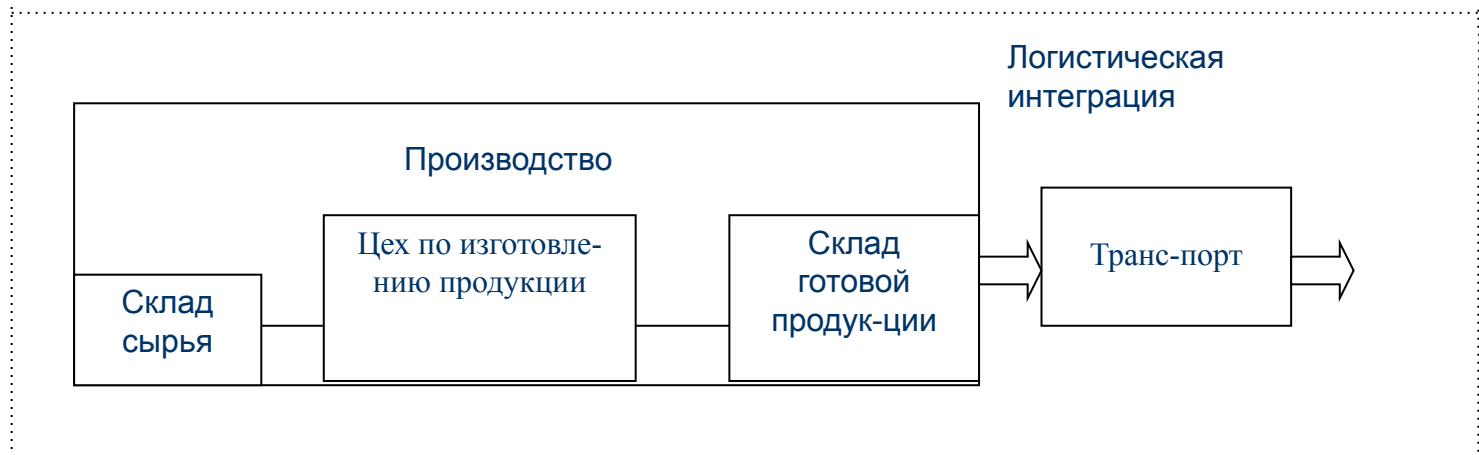 Логистическая
интеграция
Производство
Склад
сырья
Цех по изготовле-
нию продукции
Склад
готовой
продук-ции
Транс-порт